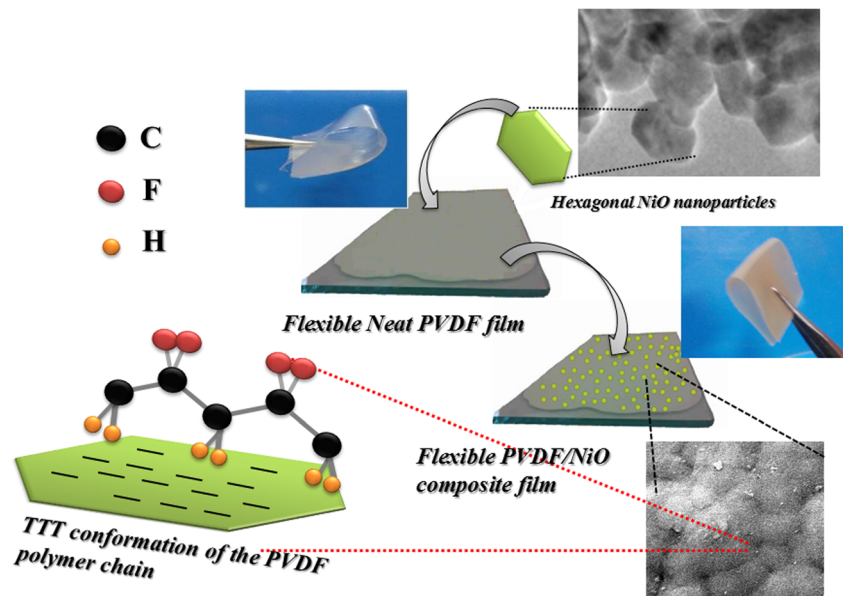 C
F
H
Hexagonal NiO nanoparticles
Flexible Neat PVDF film
Flexible PVDF/NiO
composite film
TTT conformation of the PVDF
polymer chain